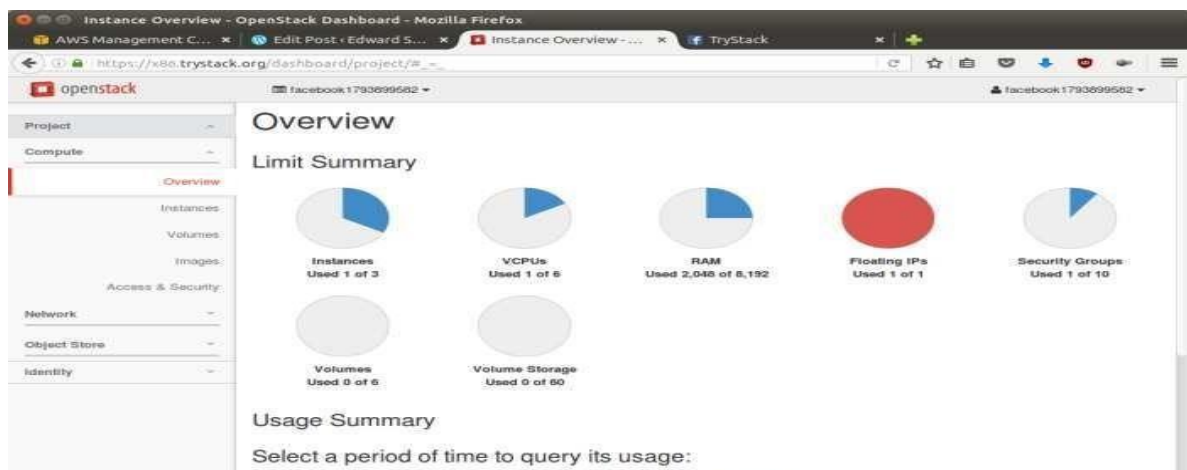 Instance Overview - OpenStack Dashboard - Mozilla Firefox
AWS Management C... × Edit Post ‹ Edward S... × Instance Overview - ... × TryStack ×
https://x86.trystack.org/dashboard/project/#_=_
openstack facebook1793899582 facebook1793899582
Project
Compute
Overview
Instances
Volumes
Images
Access & Security
Network
Object Store
Identity
Overview
Limit Summary
Instances
Used 1 of 3
VCPUs
Used 1 of 6
RAM
Used 2,048 of 8,192
Floating IPs
Used 1 of 1
Security Groups
Used 1 of 10
Volumes
Used 0 of 6
Volume Storage
Used 0 of 60
Usage Summary
Select a period of time to query its usage: